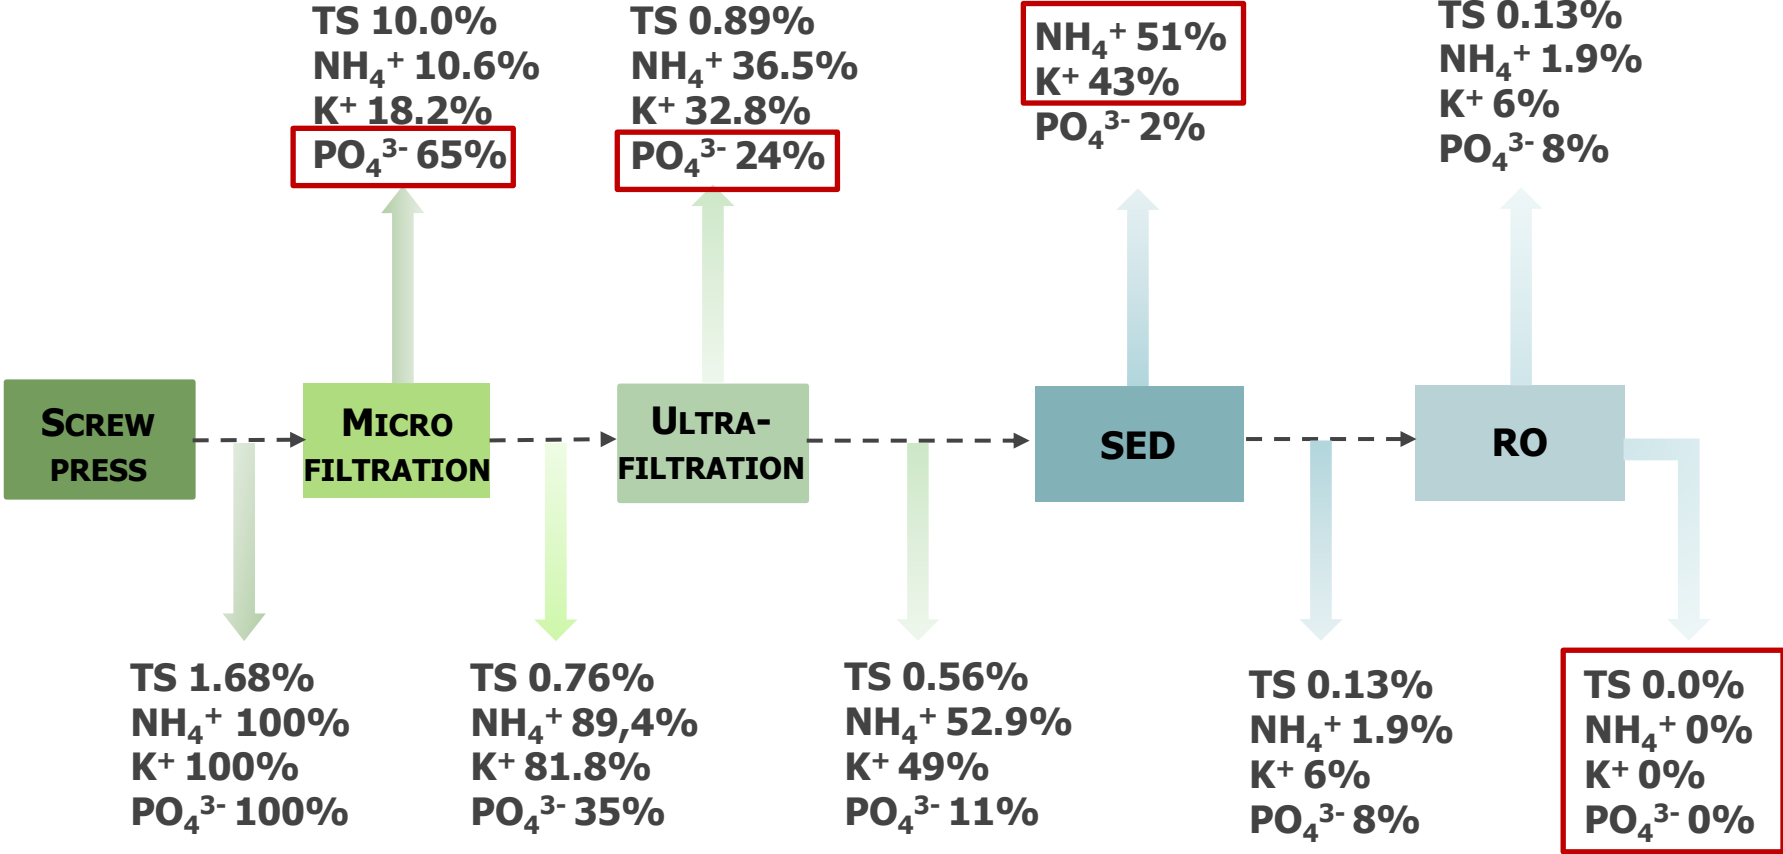 TS 10.0%
NH₄⁺ 10.6%
K⁺ 18.2%
PO₄³⁻ 65%
TS 0.89%
NH₄⁺ 36.5%
K⁺ 32.8%
PO₄³⁻ 24%
NH₄⁺ 51%
K⁺ 43%
PO₄³⁻ 2%
TS 0.13%
NH₄⁺ 1.9%
K⁺ 6%
PO₄³⁻ 8%
SCREW
PRESS
MICRO
FILTRATION
ULTRA-
FILTRATION
SED
RO
TS 1.68%
NH₄⁺ 100%
K⁺ 100%
PO₄³⁻ 100%
TS 0.76%
NH₄⁺ 89,4%
K⁺ 81.8%
PO₄³⁻ 35%
TS 0.56%
NH₄⁺ 52.9%
K⁺ 49%
PO₄³⁻ 11%
TS 0.13%
NH₄⁺ 1.9%
K⁺ 6%
PO₄³⁻ 8%
TS 0.0%
NH₄⁺ 0%
K⁺ 0%
PO₄³⁻ 0%